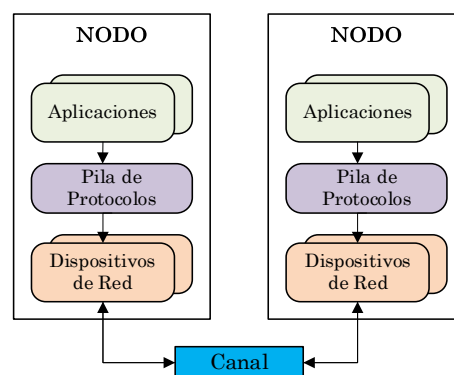 NODO
Aplicaciones
Pila de
Protocolos
Dispositivos
de Red
NODO
Aplicaciones
Pila de
Protocolos
Dispositivos
de Red
Canal